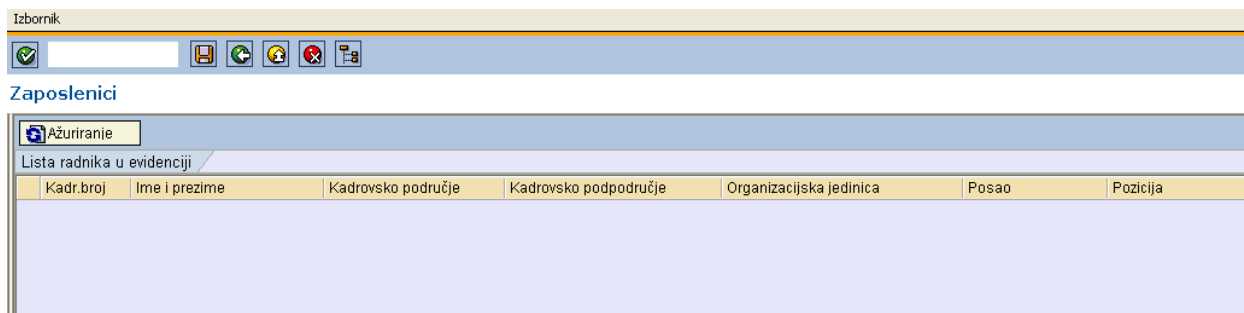 Izbornik
Zaposlenici
Ažuriranje
Lista radnika u evidenciji
Kadr.broj Ime i prezime Kadrovsko područje Kadrovsko podpodručje Organizacijska jedinica Posao Pozicija